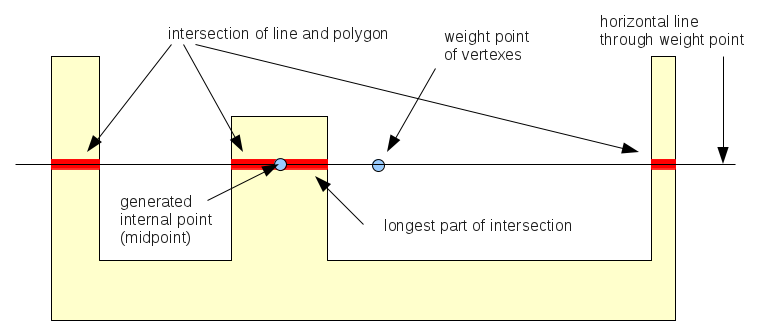 intersection of line and polygon
weight point
of vertexes
horizontal line
through weight point
generated
internal point
(midpoint)
longest part of intersection